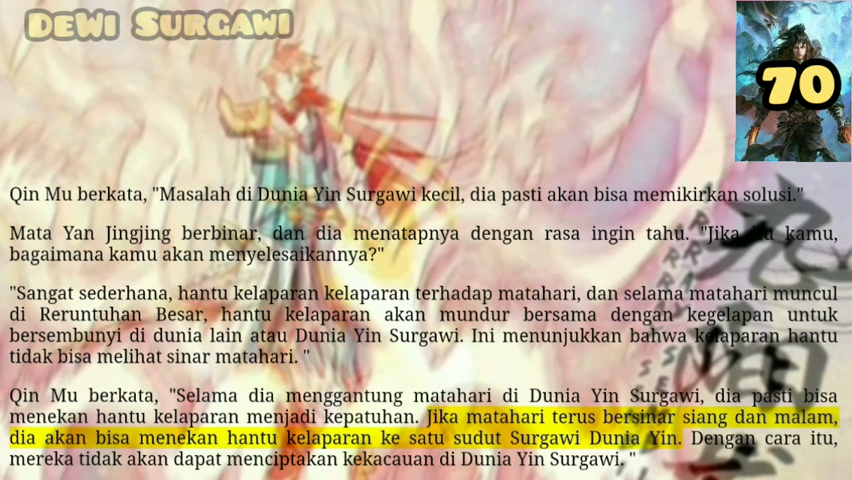 DEWI SURGAWI
70
Qin Mu berkata, "Masalah di Dunia Yin Surgawi kecil, dia pasti akan bisa memikirkan solusi."
Mata Yan Jingjing berbinar, dan dia menatapnya dengan rasa ingin tahu. "Jika itu kamu,
bagaimana kamu akan menyelesaikannya?"
"Sangat sederhana, hantu kelaparan kelaparan terhadap matahari, dan selama matahari muncul
di Reruntuhan Besar, hantu kelaparan akan mundur bersama dengan kegelapan untuk
bersembunyi di dunia lain atau Dunia Yin Surgawi. Ini menunjukkan bahwa kelaparan hantu
tidak bisa melihat sinar matahari. "
Qin Mu berkata, "Selama dia menggantung matahari di Dunia Yin Surgawi, dia pasti bisa
menekan hantu kelaparan menjadi kepatuhan. Jika matahari terus bersinar siang dan malam,
dia akan bisa menekan hantu kelaparan ke satu sudut Surgawi Dunia Yin. Dengan cara itu,
mereka tidak akan dapat menciptakan kekacauan di Dunia Yin Surgawi. "